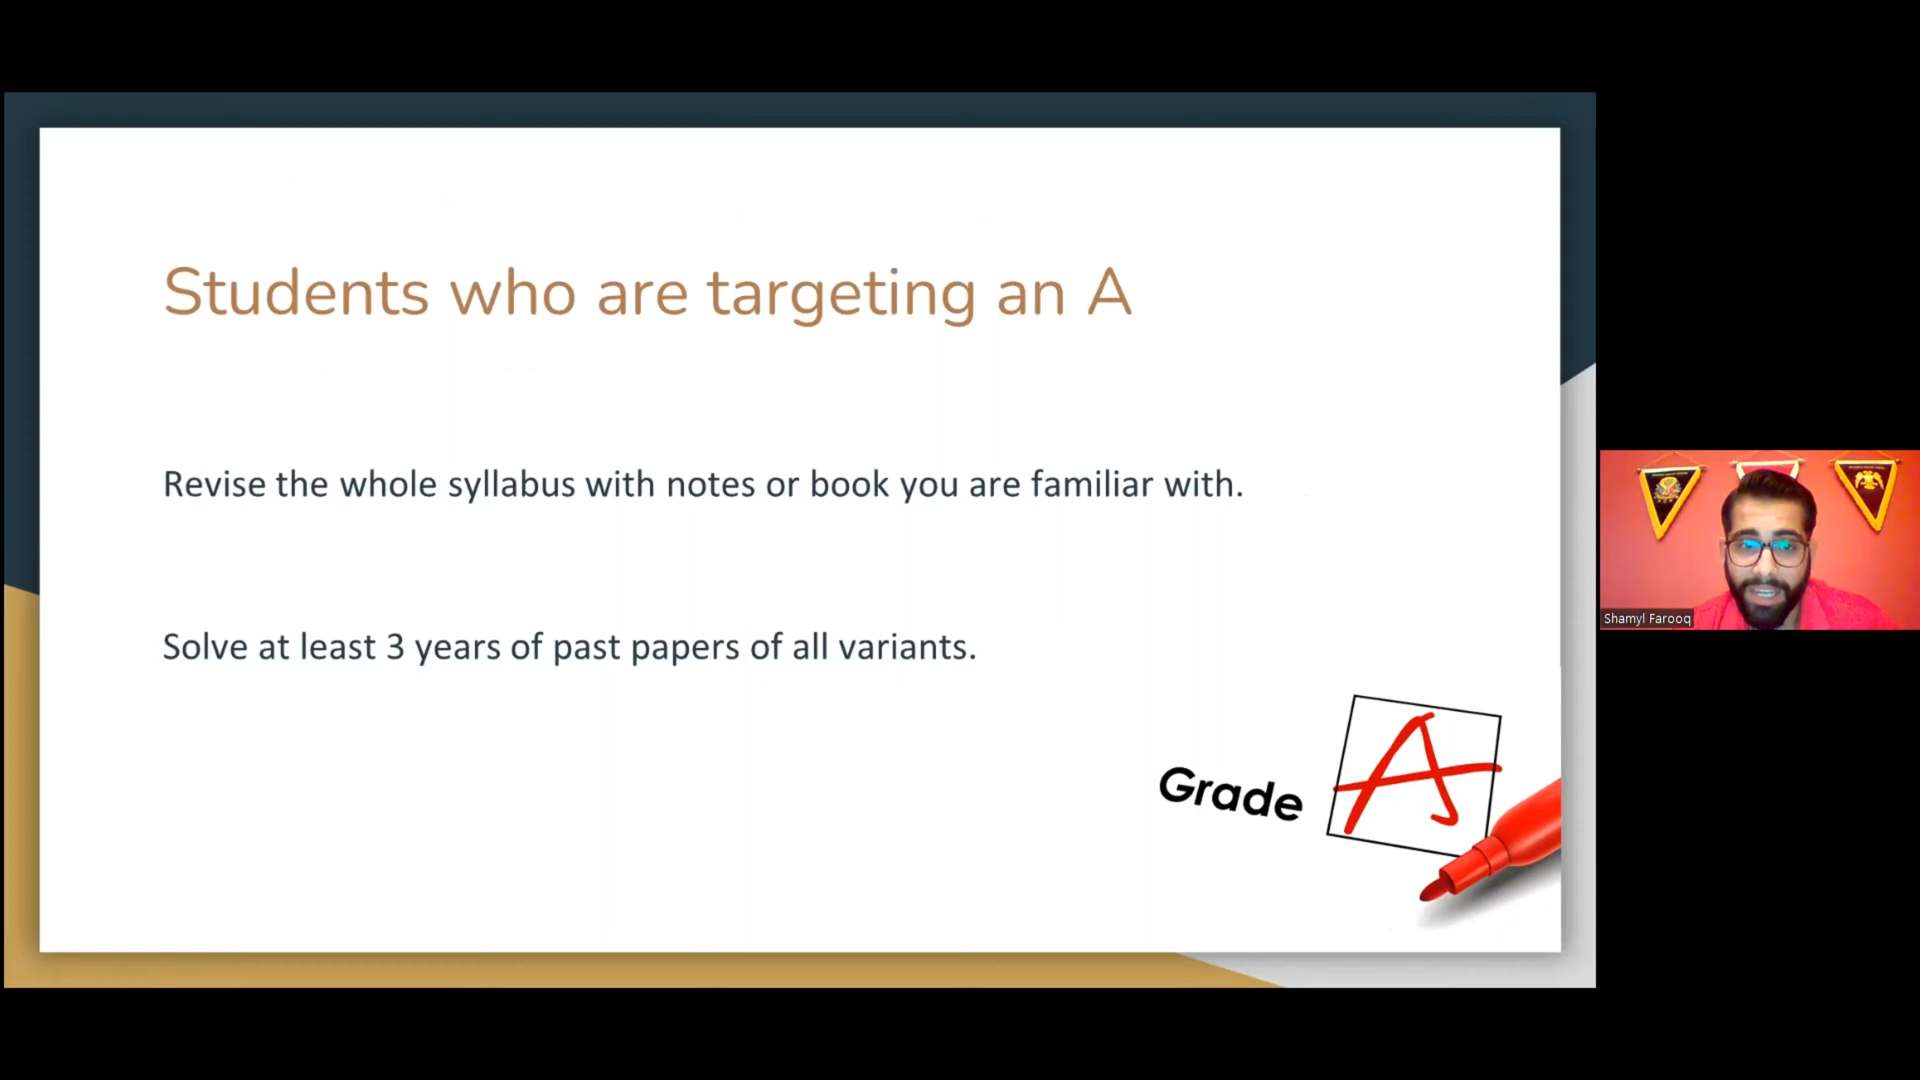 Students who are targeting an A
Revise the whole syllabus with notes or book you are familiar with.
Solve at least 3 years of past papers of all variants.
Grade A
Shamyl Farooq